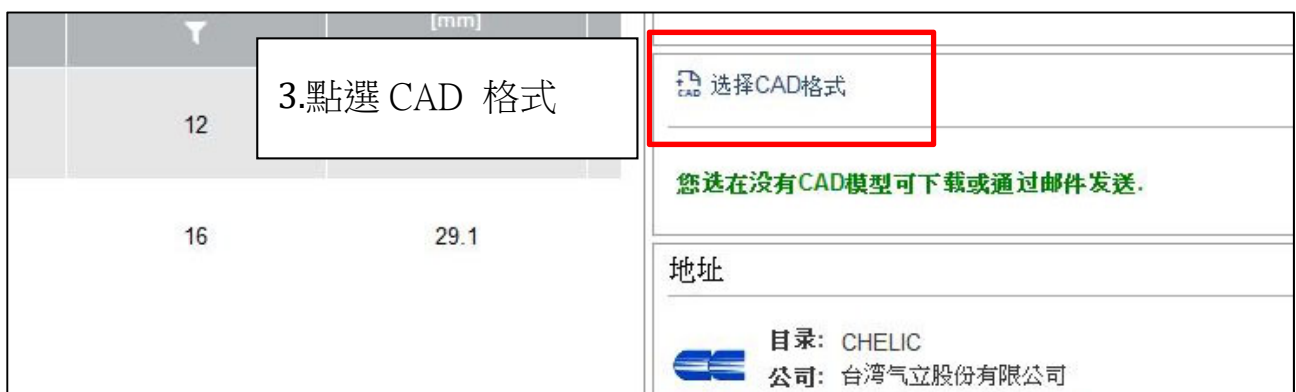 [mm]
3.點選 CAD 格式
12
16
29.1
CAD
选择CAD格式
您选在没有CAD模型可下载或通过邮件发送.
地址
目录: CHELIC
公司: 台湾气立股份有限公司